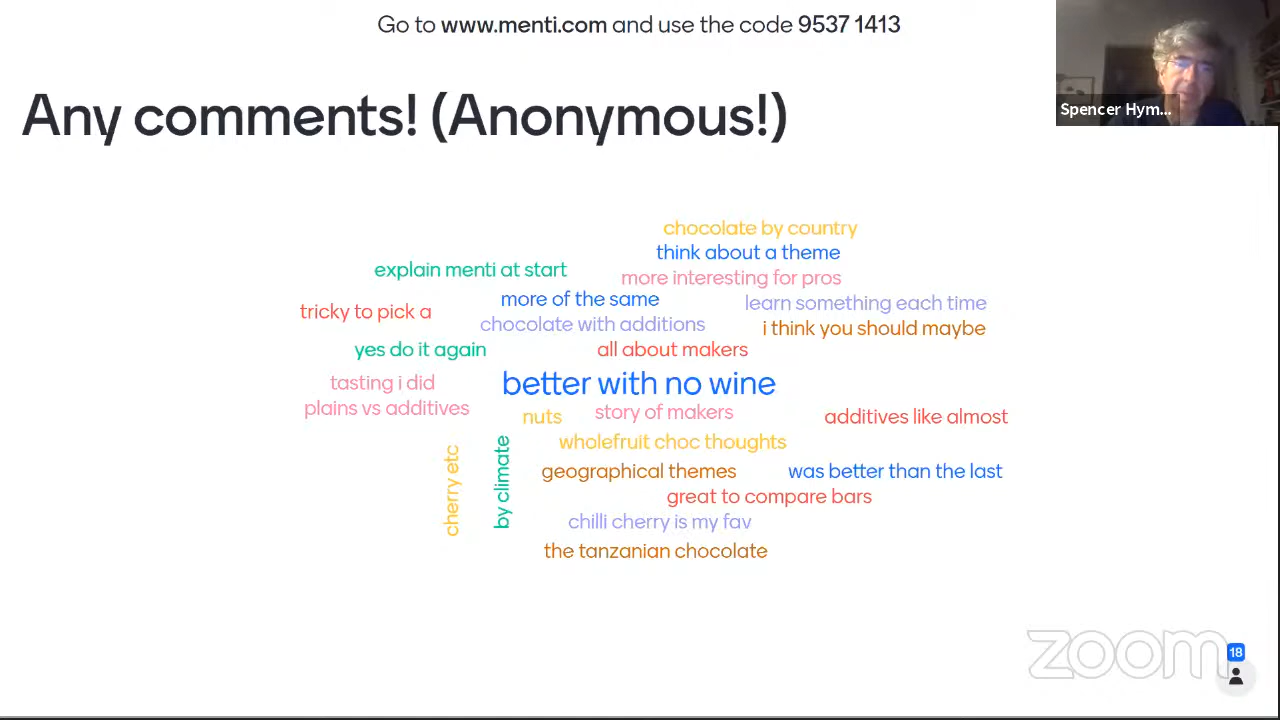 Go to www.menti.com and use the code 9537 1413
Spencer Hym...
Any comments! (Anonymous!)
chocolate by country
think about a theme
explain menti at start
more interesting for pros
more of the same
learn something each time
tricky to pick a
chocolate with additions
i think you should maybe
yes do it again
all about makers
tasting i did
better with no wine
plains vs additives
nuts
story of makers
additives like almost
cherry etc
by climate
wholefruit choc thoughts
geographical themes
was better than the last
great to compare bars
chilli cherry is my fav
the tanzanian chocolate
zoom
18